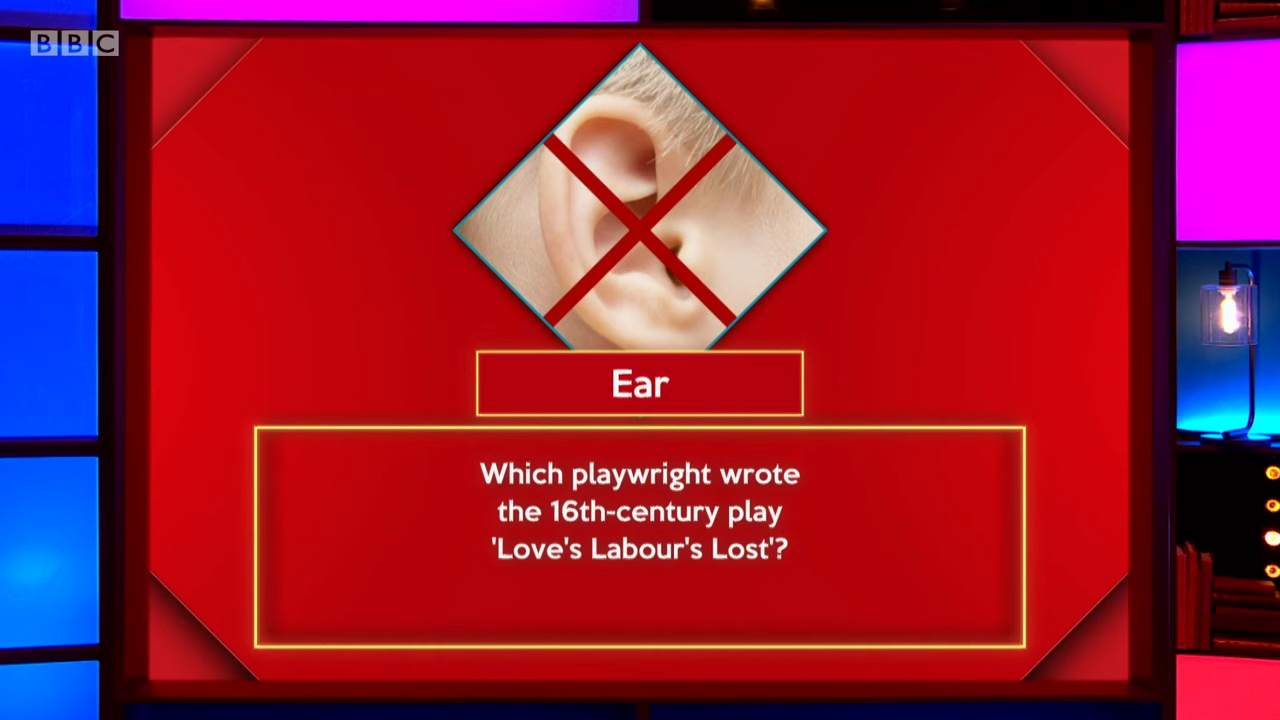 BBC
Ear
Which playwright wrote
the 16th-century play
'Love's Labour's Lost'?